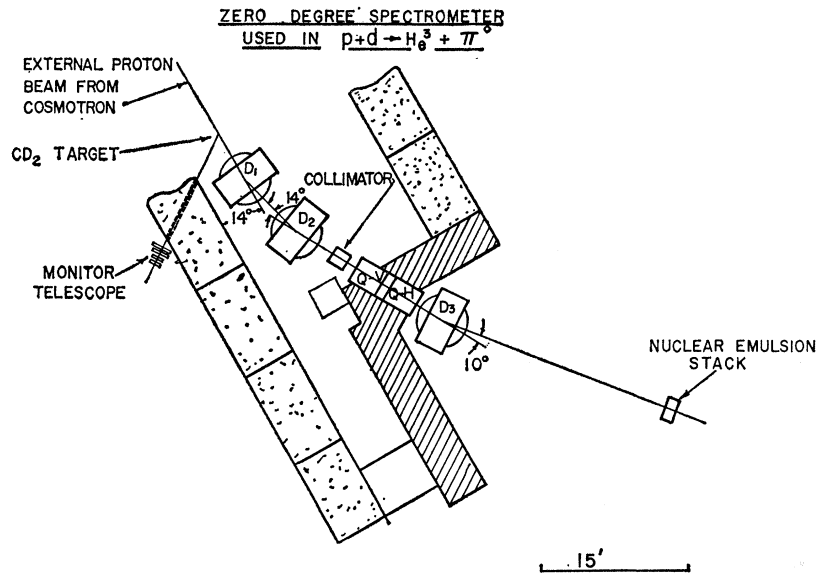 ZERO DEGREE SPECTROMETER
USED IN p+d → He³ + π°
EXTERNAL PROTON
BEAM FROM
COSMOTRON
CD₂ TARGET
D₁
COLLIMATOR
14°
14°
D₂
MONITOR
TELESCOPE
Q-V
Q-H
D₃
10°
NUCLEAR EMULSION
STACK
15'